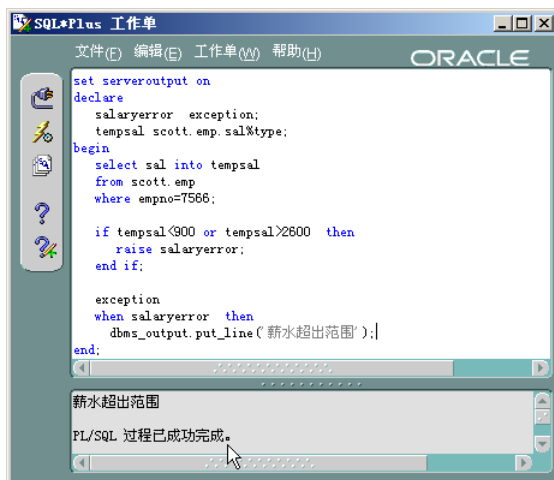 SQL*Plus 工作单
文件(F) 编辑(E) 工作单(W) 帮助(H) ORACLE
set serveroutput on
declare
salaryerror exception;
tempsal scott.emp.sal%type;
begin
select sal into tempsal
from scott.emp
where empno=7566;
if tempsal<900 or tempsal>2600 then
raise salaryerror;
end if;
exception
when salaryerror then
dbms_output.put_line('薪水超出范围');
end;
薪水超出范围
PL/SQL 过程已成功完成。